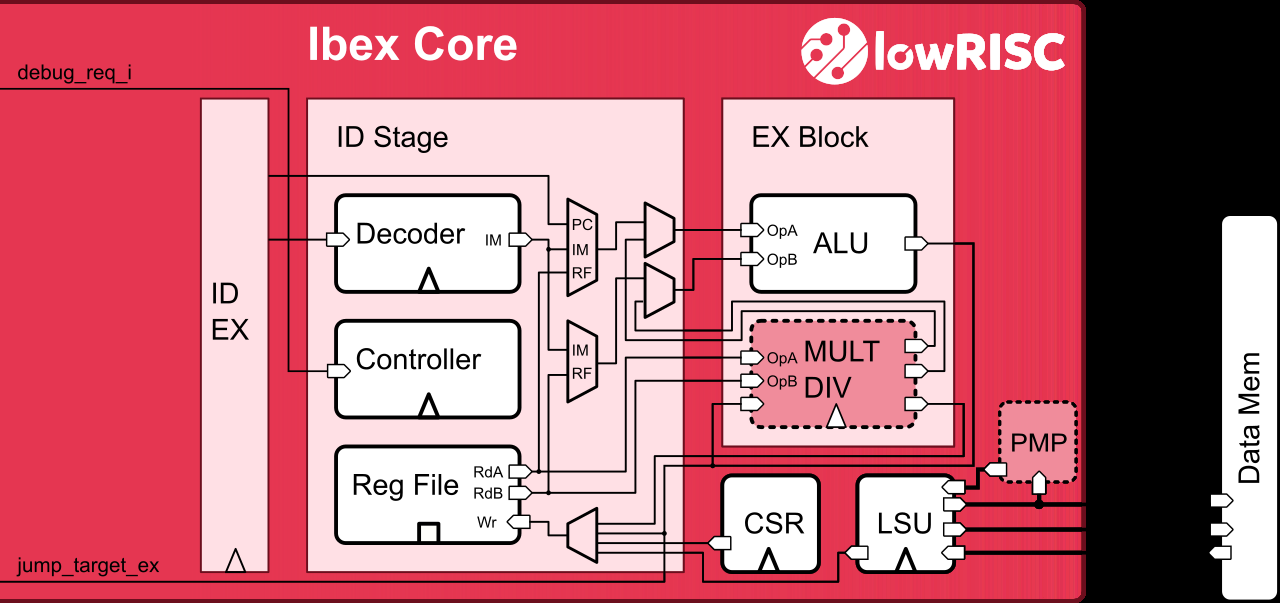 Ibex Core
lowRISC
debug_req_i
ID Stage
EX Block
Decoder
IM
PC
IM
RF
OpA
OpB
ALU
ID
EX
Controller
IM
RF
OpA
OpB
MULT
DIV
Reg File
RdA
RdB
Wr
CSR
LSU
PMP
Data Mem
jump_target_ex